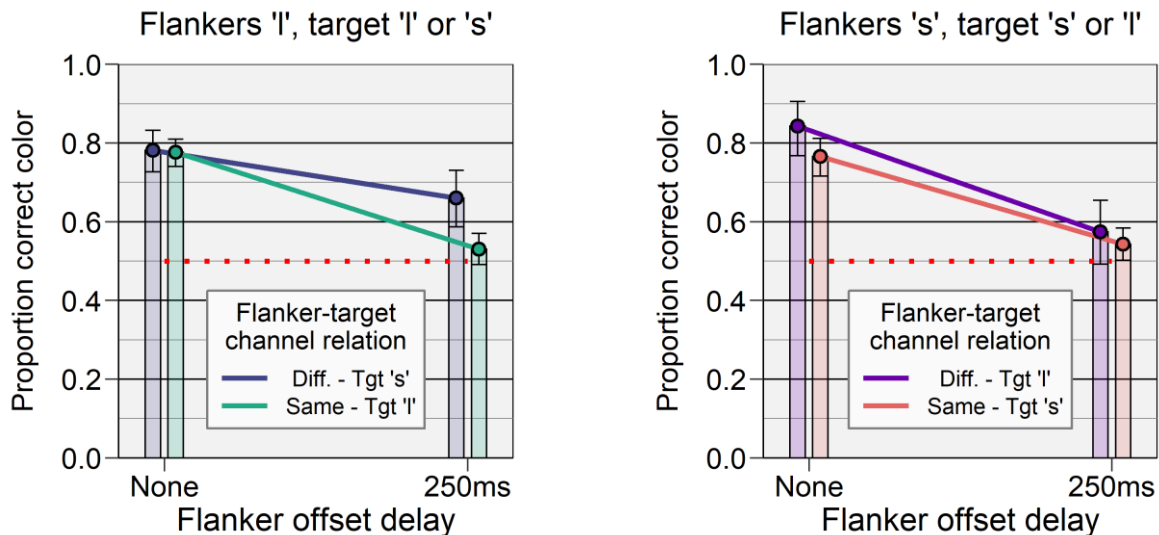 Flankers 'l', target 'l' or 's'
Proportion correct color
1.0
0.8
0.6
0.4
0.2
0.0
Flanker-target
channel relation
Diff. - Tgt 's'
Same - Tgt 'l'
None
250ms
Flanker offset delay
Flankers 's', target 's' or 'l'
Proportion correct color
1.0
0.8
0.6
0.4
0.2
0.0
Flanker-target
channel relation
Diff. - Tgt 'l'
Same - Tgt 's'
None
250ms
Flanker offset delay